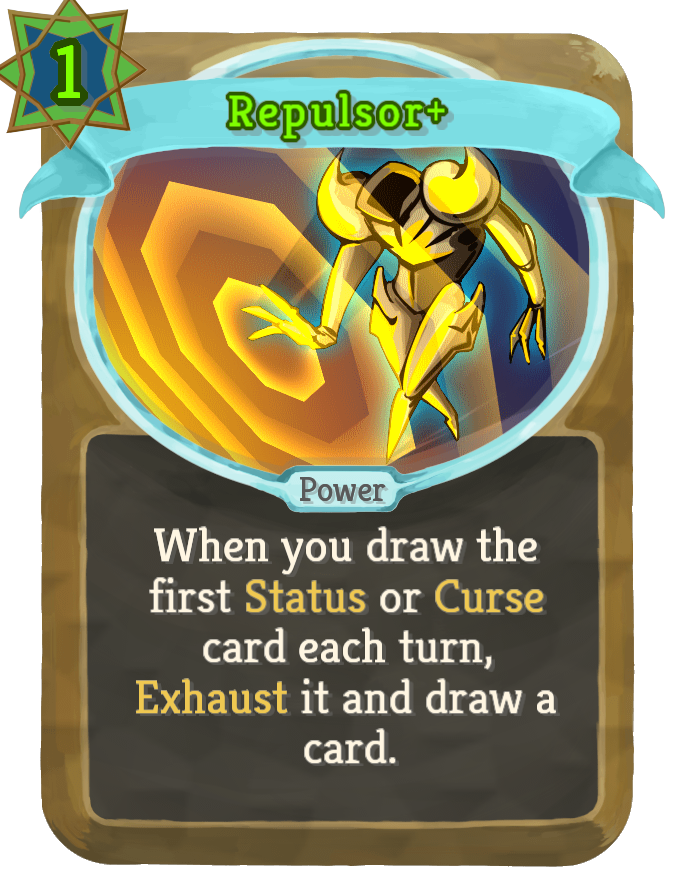 1
Repulsor+
Power
When you draw the
first Status or Curse
card each turn,
Exhaust it and draw a
card.